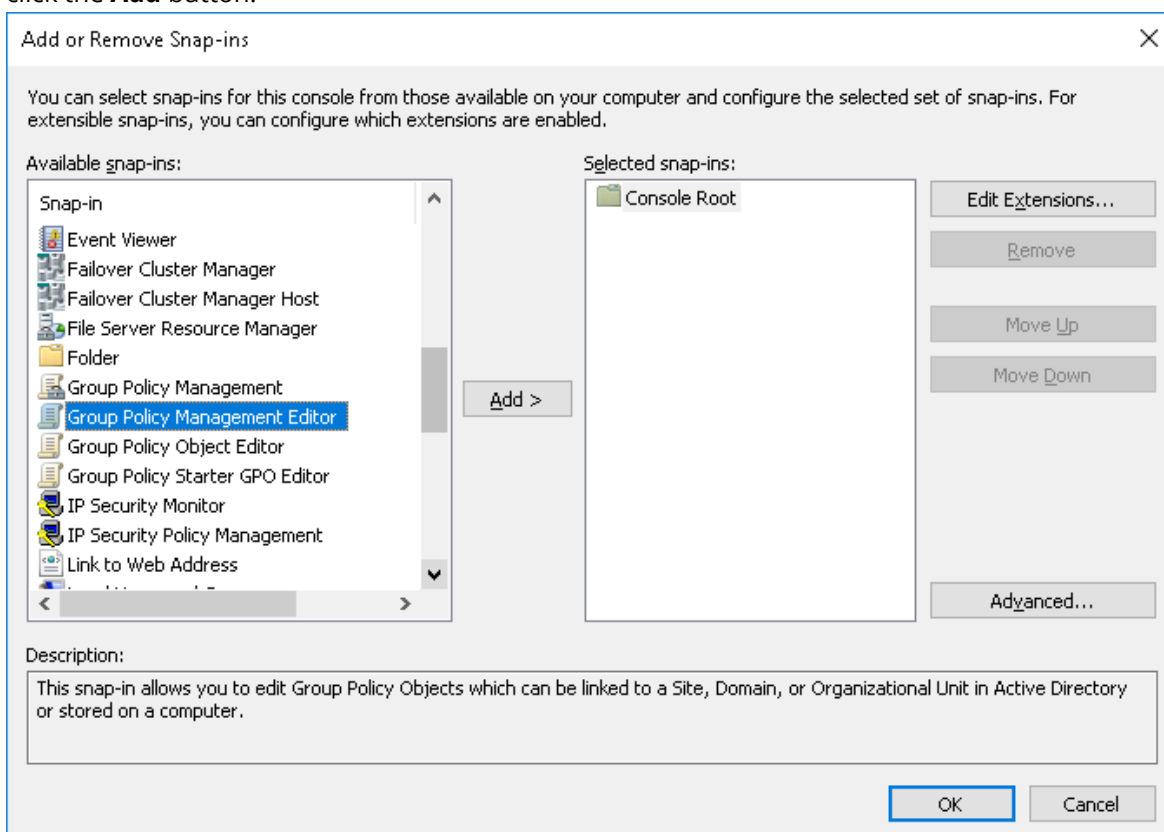 click the Add button.
Add or Remove Snap-ins
You can select snap-ins for this console from those available on your computer and configure the selected set of snap-ins. For
extensible snap-ins, you can configure which extensions are enabled.
Available snap-ins:
Snap-in
Event Viewer
Failover Cluster Manager
Failover Cluster Manager Host
File Server Resource Manager
Folder
Group Policy Management
Group Policy Management Editor
Group Policy Object Editor
Group Policy Starter GPO Editor
IP Security Monitor
IP Security Policy Management
Link to Web Address
Add >
Selected snap-ins:
Console Root
Edit Extensions...
Remove
Move Up
Move Down
Advanced...
Description:
This snap-in allows you to edit Group Policy Objects which can be linked to a Site, Domain, or Organizational Unit in Active Directory
or stored on a computer.
OK
Cancel